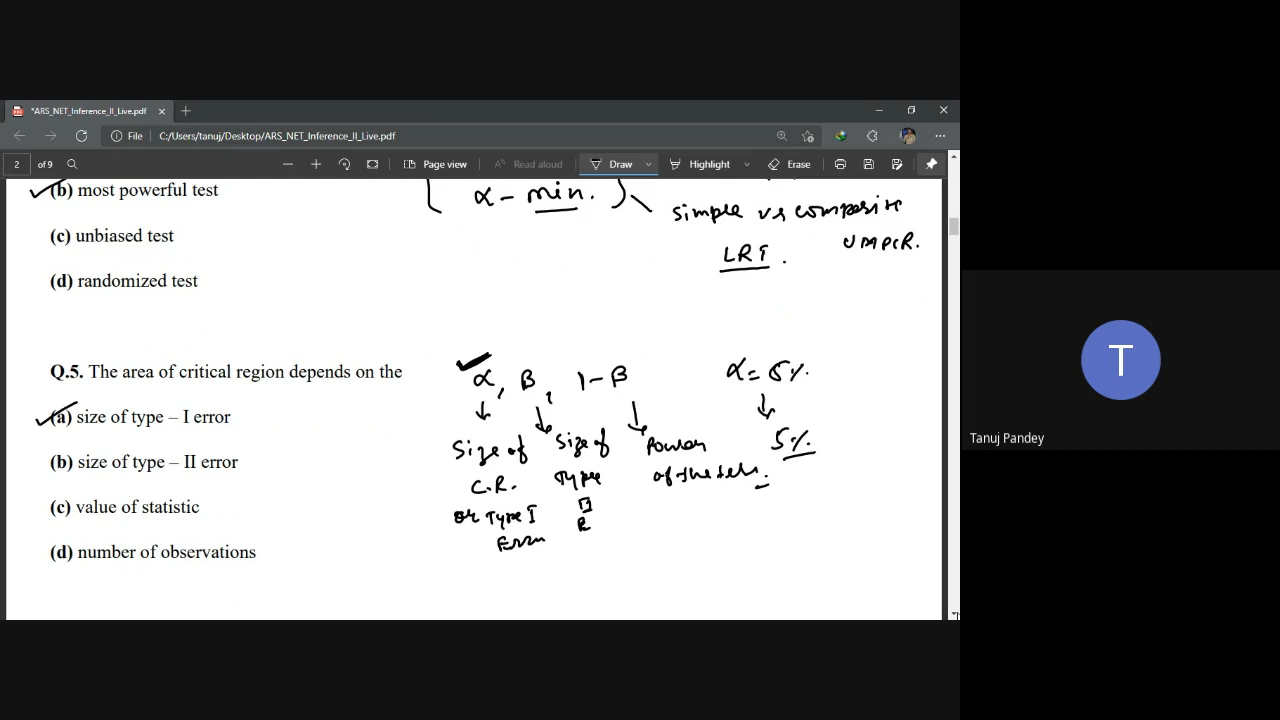 *ARS_NET_Inference_II_Live.pdf
File C:/Users/tanuj/Desktop/ARS_NET_Inference_II_Live.pdf
2 of 9 Page view Read aloud Draw Highlight Erase
(b) most powerful test
(c) unbiased test
(d) randomized test
α - min.
simple vs composite
UMPCR.
LRT.
Q.5. The area of critical region depends on the
(a) size of type – I error
(b) size of type – II error
(c) value of statistic
(d) number of observations
α, β, 1-β
Size of
C.R.
or Type I
Error
Size of
Type
II
E
Power
of the test.
α = 5%
5%
T
Tanuj Pandey